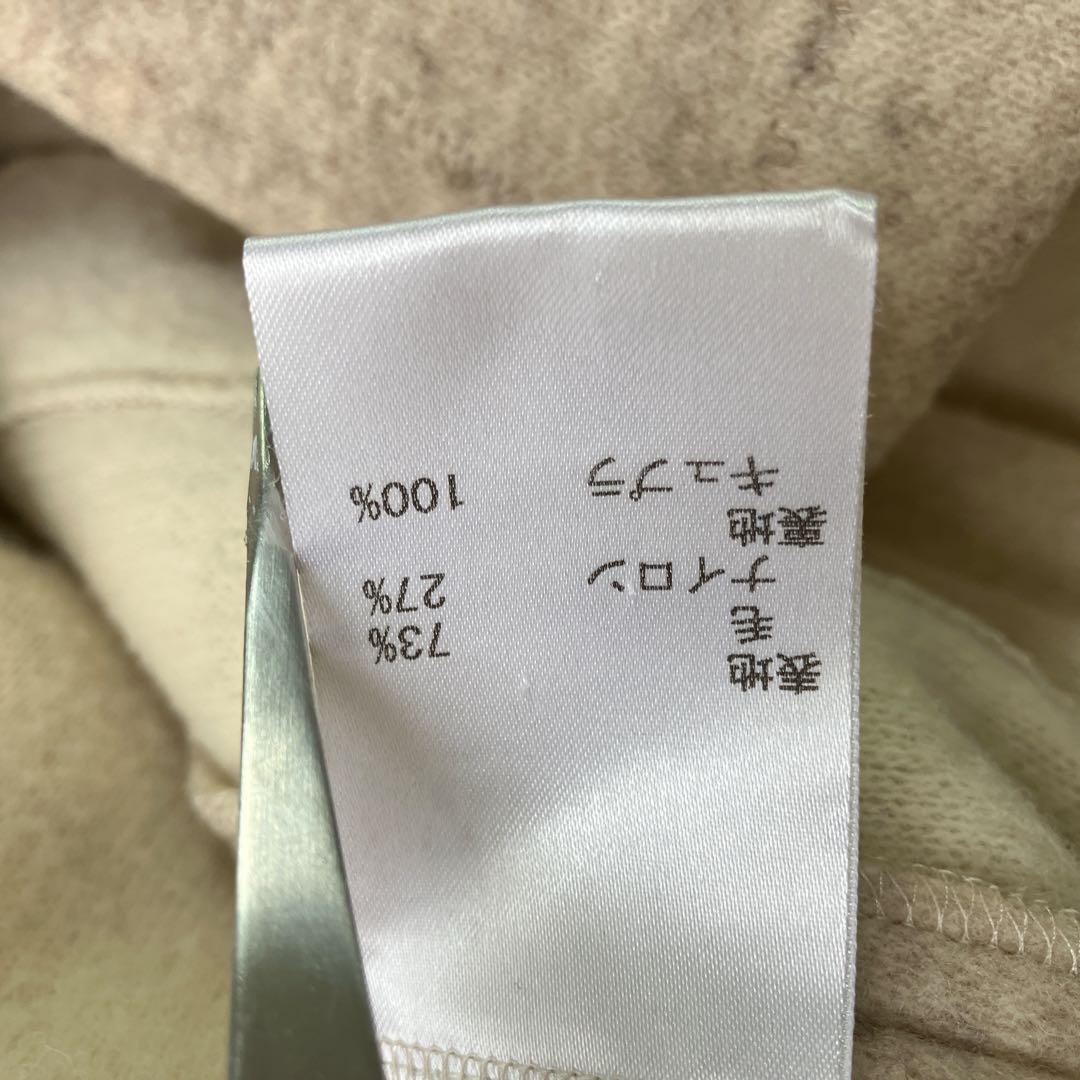 表地
毛 73%
ナイロン 27%
裏地
キュプラ 100%